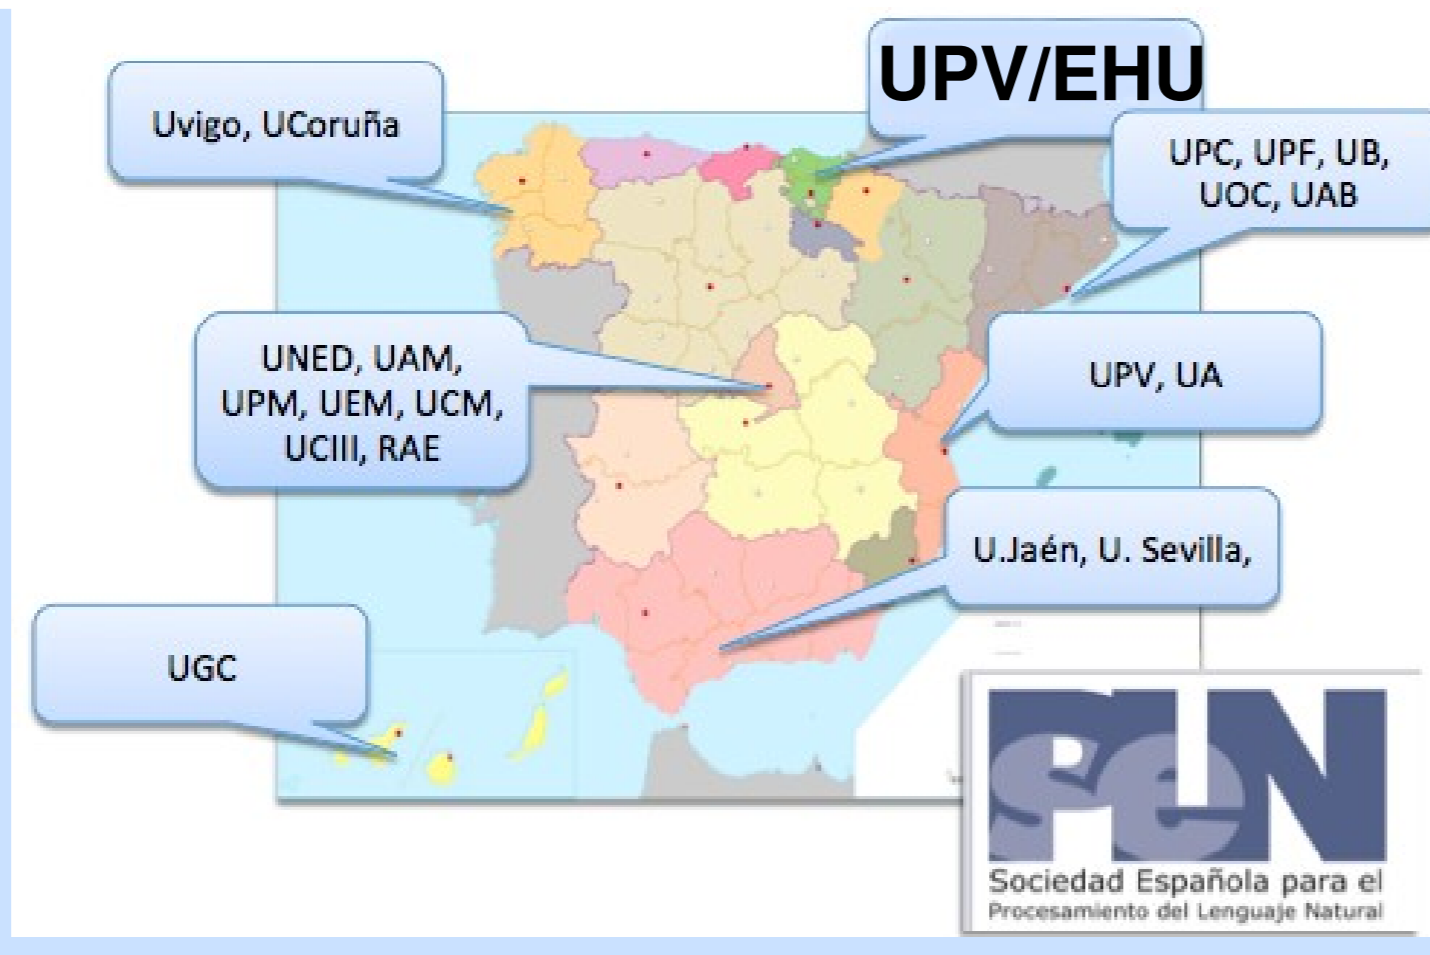 UPV/EHU
Uvigo, UCoruña
UPC, UPF, UB,
UOC, UAB
UNED, UAM,
UPM, UEM, UCM,
UCIII, RAE
UPV, UA
U.Jaén, U. Sevilla,
UGC
SEPLN
Sociedad Española para el
Procesamiento del Lenguaje Natural